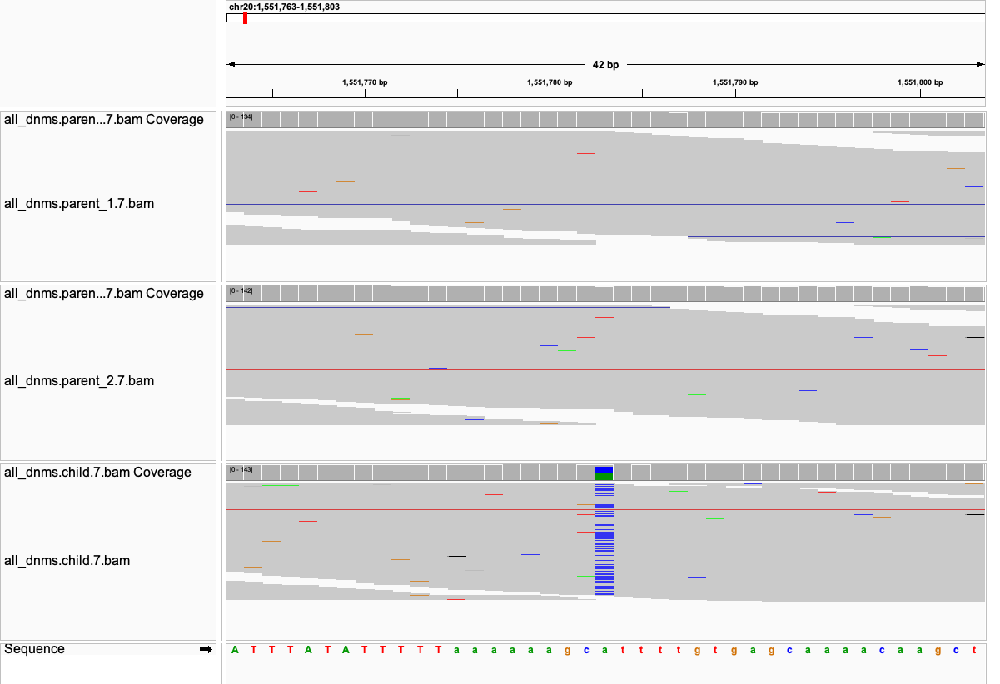 chr20:1,551,763-1,551,803
42 bp
1,551,770 bp 1,551,780 bp 1,551,790 bp 1,551,800 bp
all_dnms.paren...7.bam Coverage
[0 - 134]
all_dnms.parent_1.7.bam
all_dnms.paren...7.bam Coverage
[0 - 142]
all_dnms.parent_2.7.bam
all_dnms.child.7.bam Coverage
[0 - 143]
all_dnms.child.7.bam
Sequence
A T T T A T A T T T T T a a a a a a g c a t t t t g t g a g c a a a a c a a g c t